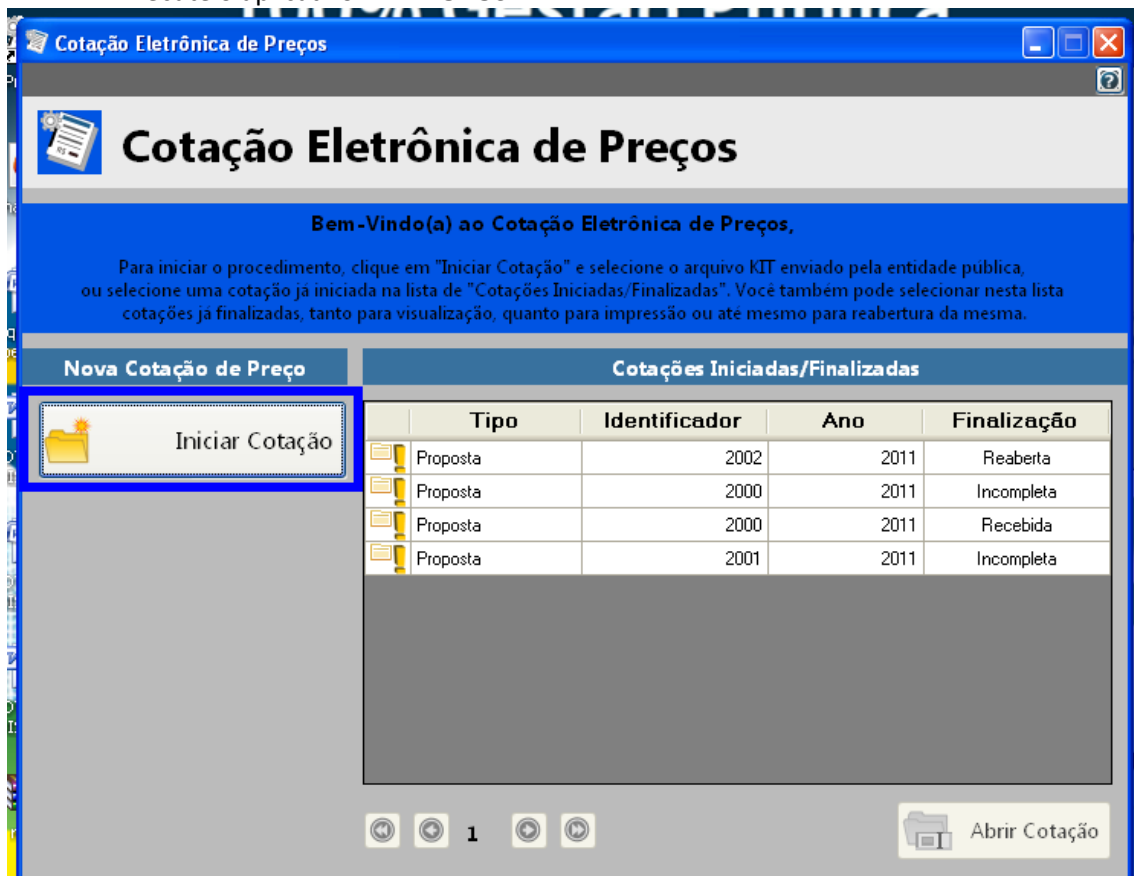 100% Gestão Pública
Cotação Eletrônica de Preços
Cotação Eletrônica de Preços
Bem-Vindo(a) ao Cotação Eletrônica de Preços,
Para iniciar o procedimento, clique em "Iniciar Cotação" e selecione o arquivo KIT enviado pela entidade pública,
ou selecione uma cotação já iniciada na lista de "Cotações Iniciadas/Finalizadas". Você também pode selecionar nesta lista
cotações já finalizadas, tanto para visualização, quanto para impressão ou até mesmo para reabertura da mesma.
Nova Cotação de Preço
Cotações Iniciadas/Finalizadas
Iniciar Cotação
Tipo Identificador Ano Finalização
Proposta 2002 2011 Reaberta
Proposta 2000 2011 Incompleta
Proposta 2000 2011 Recebida
Proposta 2001 2011 Incompleta
1
Abrir Cotação